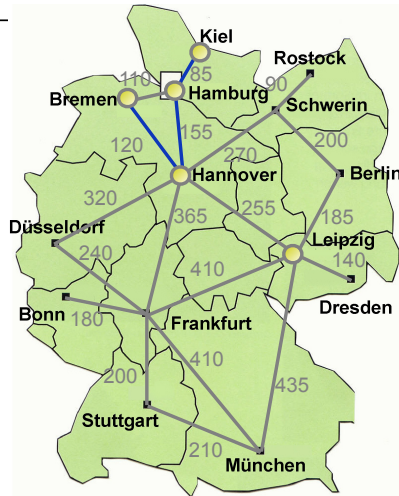 Kiel
Rostock
110
85
90
Bremen
Hamburg
Schwerin
155
120
270
200
Hannover
Berlin
320
365
255
185
Düsseldorf
Leipzig
240
410
140
Bonn
180
Frankfurt
Dresden
410
200
435
Stuttgart
210
München